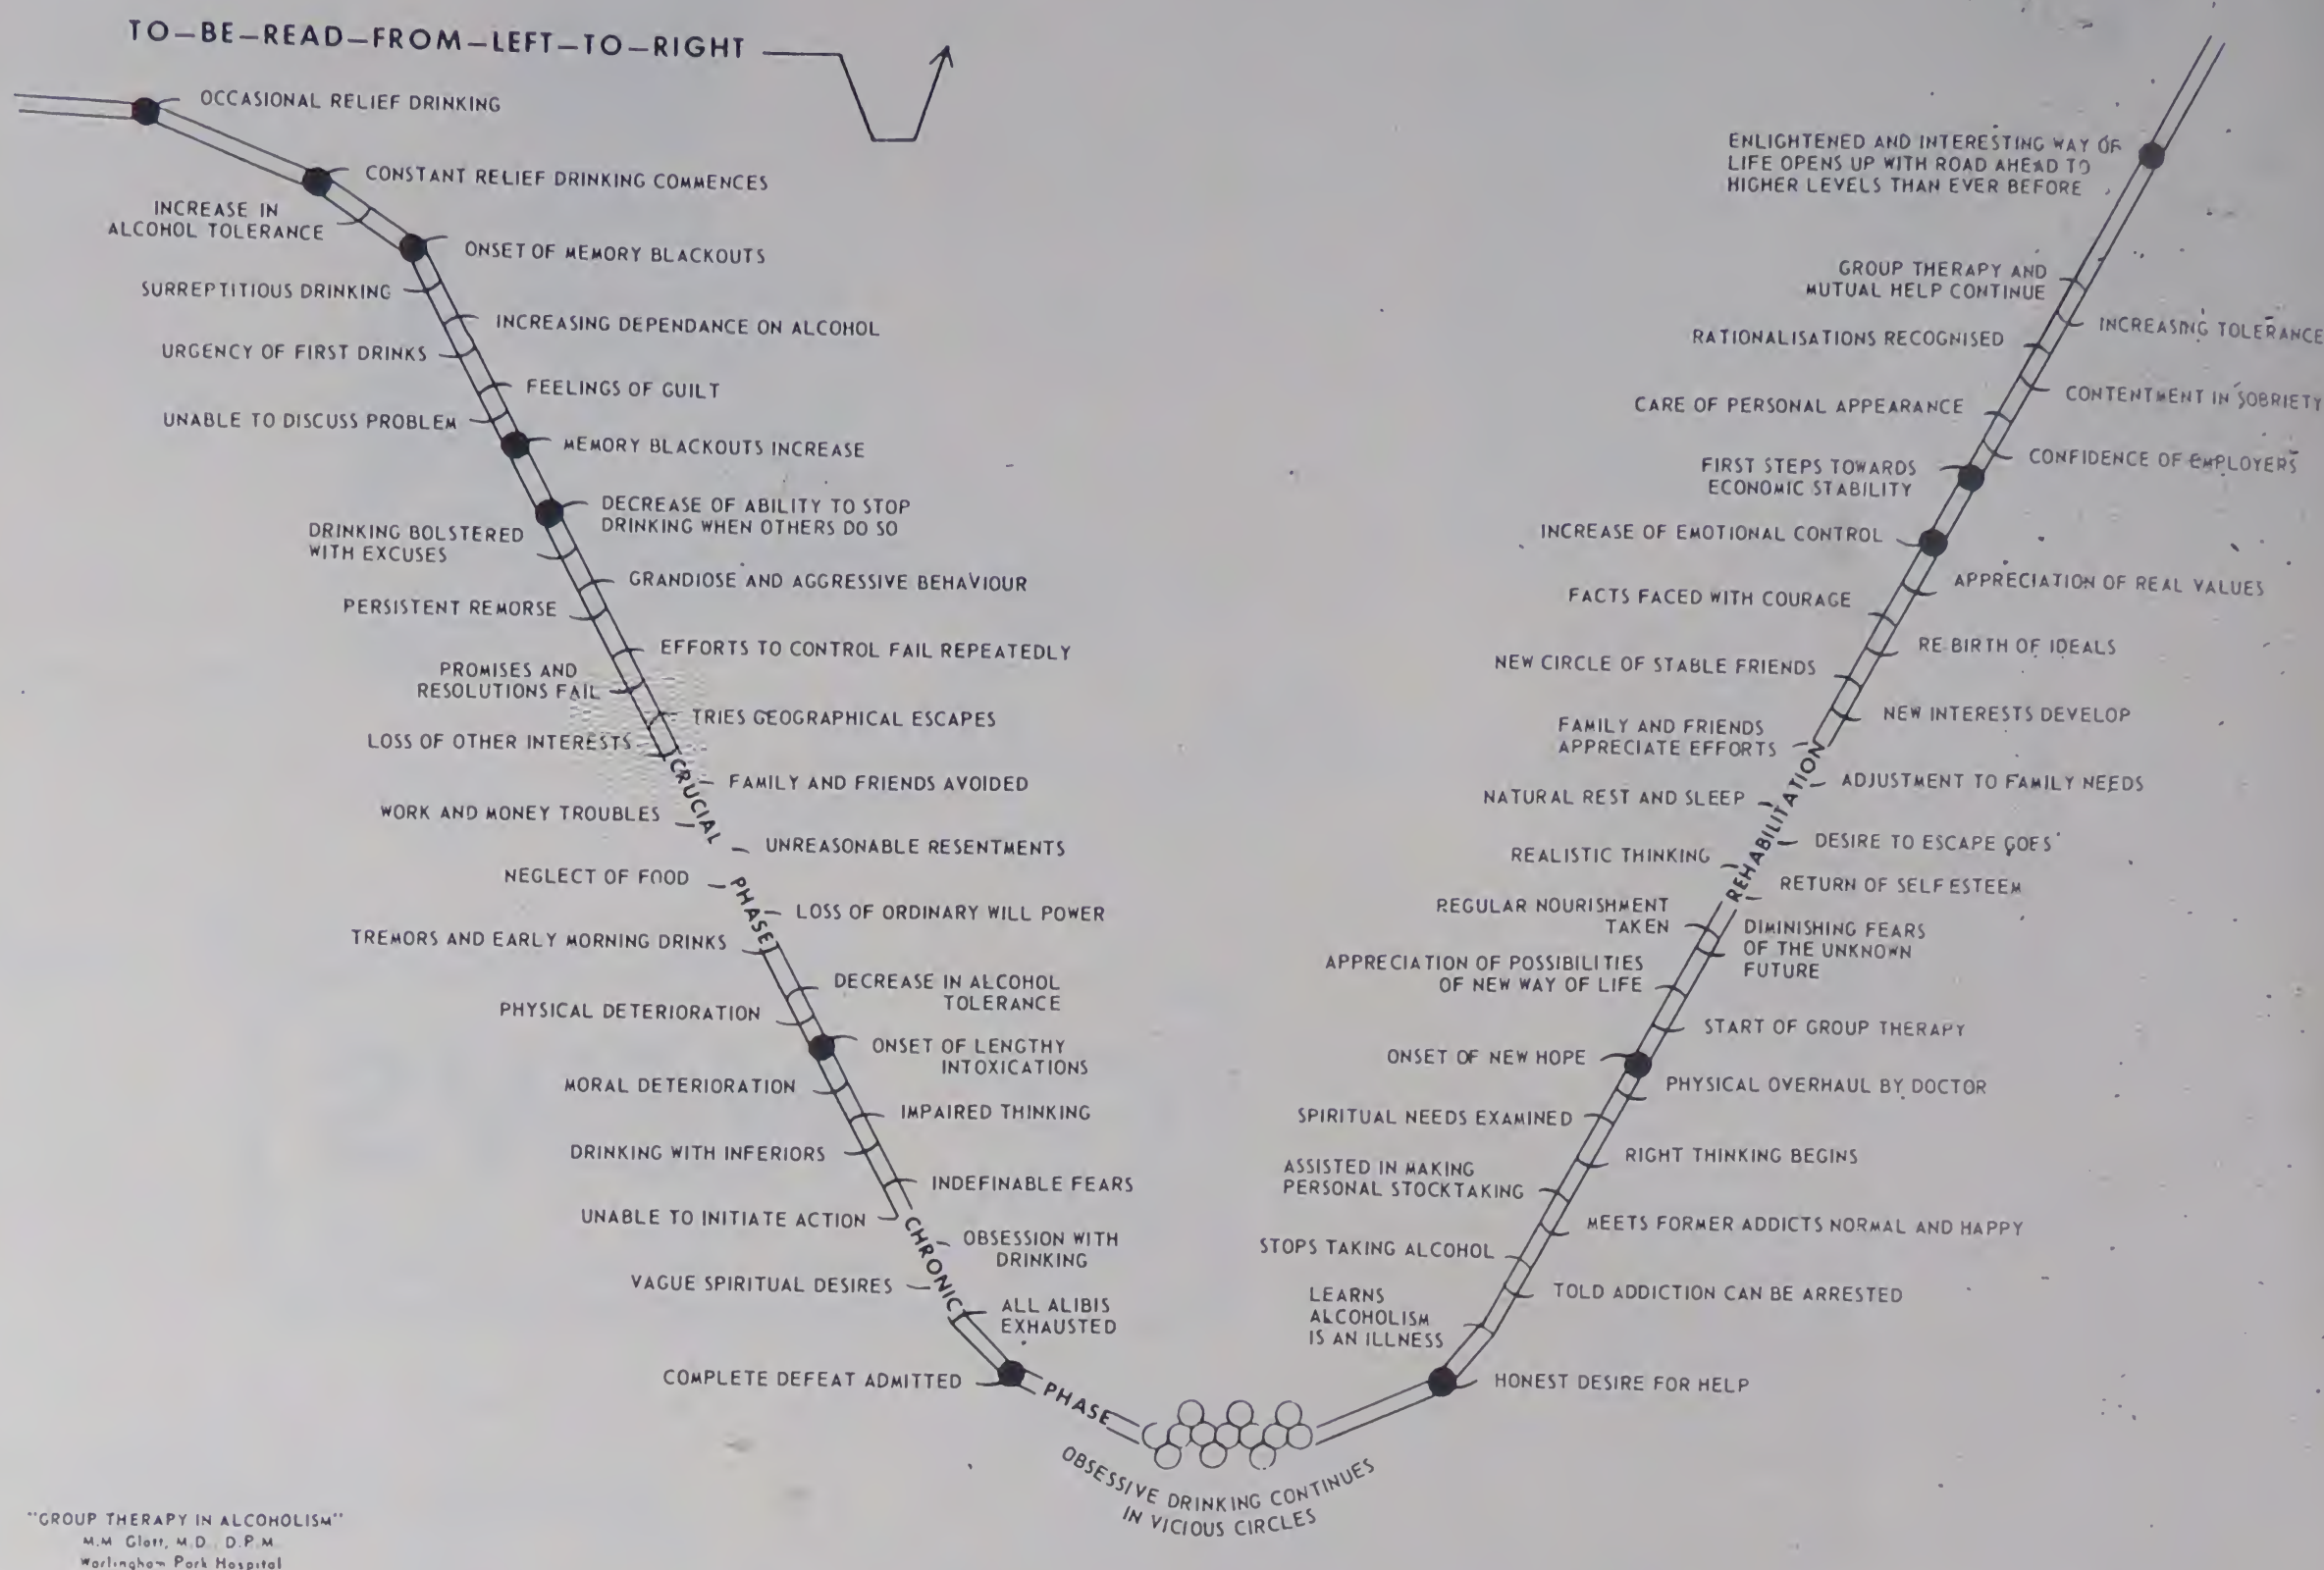 TO-BE-READ-FROM-LEFT-TO-RIGHT
OCCASIONAL RELIEF DRINKING
CONSTANT RELIEF DRINKING COMMENCES
INCREASE IN
ALCOHOL TOLERANCE
ONSET OF MEMORY BLACKOUTS
SURREPTITIOUS DRINKING
INCREASING DEPENDANCE ON ALCOHOL
URGENCY OF FIRST DRINKS
FEELINGS OF GUILT
UNABLE TO DISCUSS PROBLEM
MEMORY BLACKOUTS INCREASE
DECREASE OF ABILITY TO STOP
DRINKING WHEN OTHERS DO SO
DRINKING BOLSTERED
WITH EXCUSES
GRANDIOSE AND AGGRESSIVE BEHAVIOUR
PERSISTENT REMORSE
EFFORTS TO CONTROL FAIL REPEATEDLY
PROMISES AND
RESOLUTIONS FAIL
TRIES GEOGRAPHICAL ESCAPES
LOSS OF OTHER INTERESTS
CRUCIAL
FAMILY AND FRIENDS AVOIDED
WORK AND MONEY TROUBLES
UNREASONABLE RESENTMENTS
NEGLECT OF FOOD
PHASE
LOSS OF ORDINARY WILL POWER
TREMORS AND EARLY MORNING DRINKS
DECREASE IN ALCOHOL
TOLERANCE
PHYSICAL DETERIORATION
ONSET OF LENGTHY
INTOXICATIONS
MORAL DETERIORATION
IMPAIRED THINKING
DRINKING WITH INFERIORS
INDEFINABLE FEARS
UNABLE TO INITIATE ACTION
CHRONIC
OBSESSION WITH
DRINKING
VAGUE SPIRITUAL DESIRES
ALL ALIBIS
EXHAUSTED
COMPLETE DEFEAT ADMITTED
PHASE
OBSESSIVE DRINKING CONTINUES
IN VICIOUS CIRCLES
HONEST DESIRE FOR HELP
LEARNS
ALCOHOLISM
IS AN ILLNESS
TOLD ADDICTION CAN BE ARRESTED
STOPS TAKING ALCOHOL
MEETS FORMER ADDICTS NORMAL AND HAPPY
ASSISTED IN MAKING
PERSONAL STOCKTAKING
RIGHT THINKING BEGINS
SPIRITUAL NEEDS EXAMINED
PHYSICAL OVERHAUL BY DOCTOR
ONSET OF NEW HOPE
START OF GROUP THERAPY
APPRECIATION OF POSSIBILITIES
OF NEW WAY OF LIFE
DIMINISHING FEARS
OF THE UNKNOWN
FUTURE
REGULAR NOURISHMENT
TAKEN
RETURN OF SELF ESTEEM
REHABILITATION
REALISTIC THINKING
DESIRE TO ESCAPE GOES
NATURAL REST AND SLEEP
ADJUSTMENT TO FAMILY NEEDS
FAMILY AND FRIENDS
APPRECIATE EFFORTS
NEW INTERESTS DEVELOP
NEW CIRCLE OF STABLE FRIENDS
RE-BIRTH OF IDEALS
FACTS FACED WITH COURAGE
APPRECIATION OF REAL VALUES
INCREASE OF EMOTIONAL CONTROL
FIRST STEPS TOWARDS
ECONOMIC STABILITY
CONFIDENCE OF EMPLOYERS
CARE OF PERSONAL APPEARANCE
CONTENTMENT IN SOBRIETY
RATIONALISATIONS RECOGNISED
INCREASING TOLERANCE
GROUP THERAPY AND
MUTUAL HELP CONTINUE
ENLIGHTENED AND INTERESTING WAY OF
LIFE OPENS UP WITH ROAD AHEAD TO
HIGHER LEVELS THAN EVER BEFORE
"GROUP THERAPY IN ALCOHOLISM"
M.M Glatt, M.D. D.P.M.
Warlingham Park Hospital